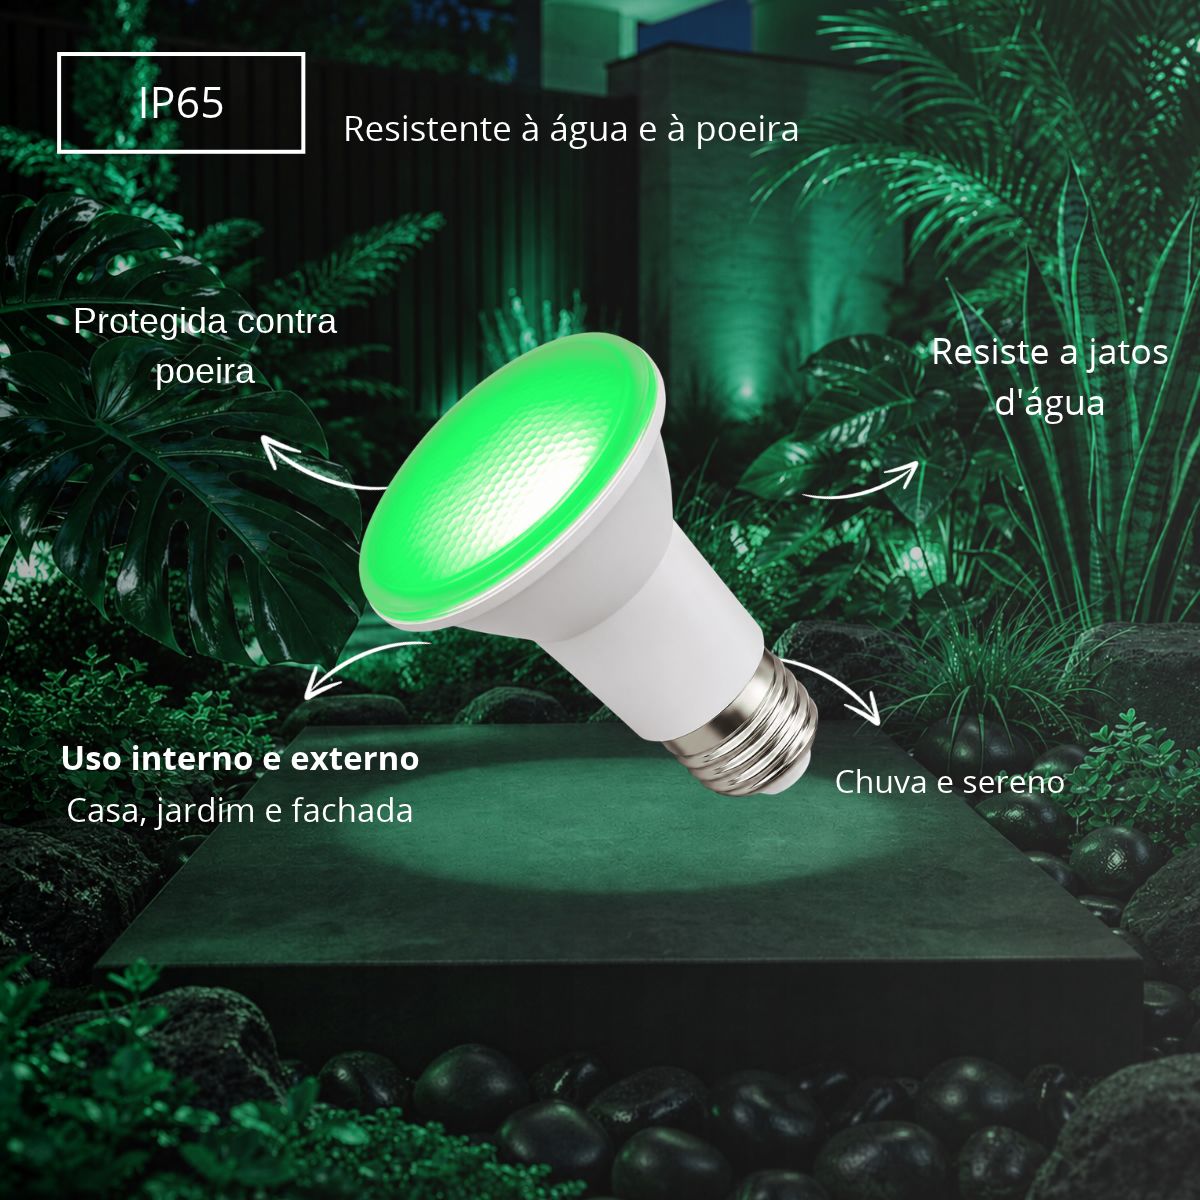 IP65
Resistente à água e à poeira
Protegida contra
poeira
Resiste a jatos
d'água
Uso interno e externo
Casa, jardim e fachada
Chuva e sereno